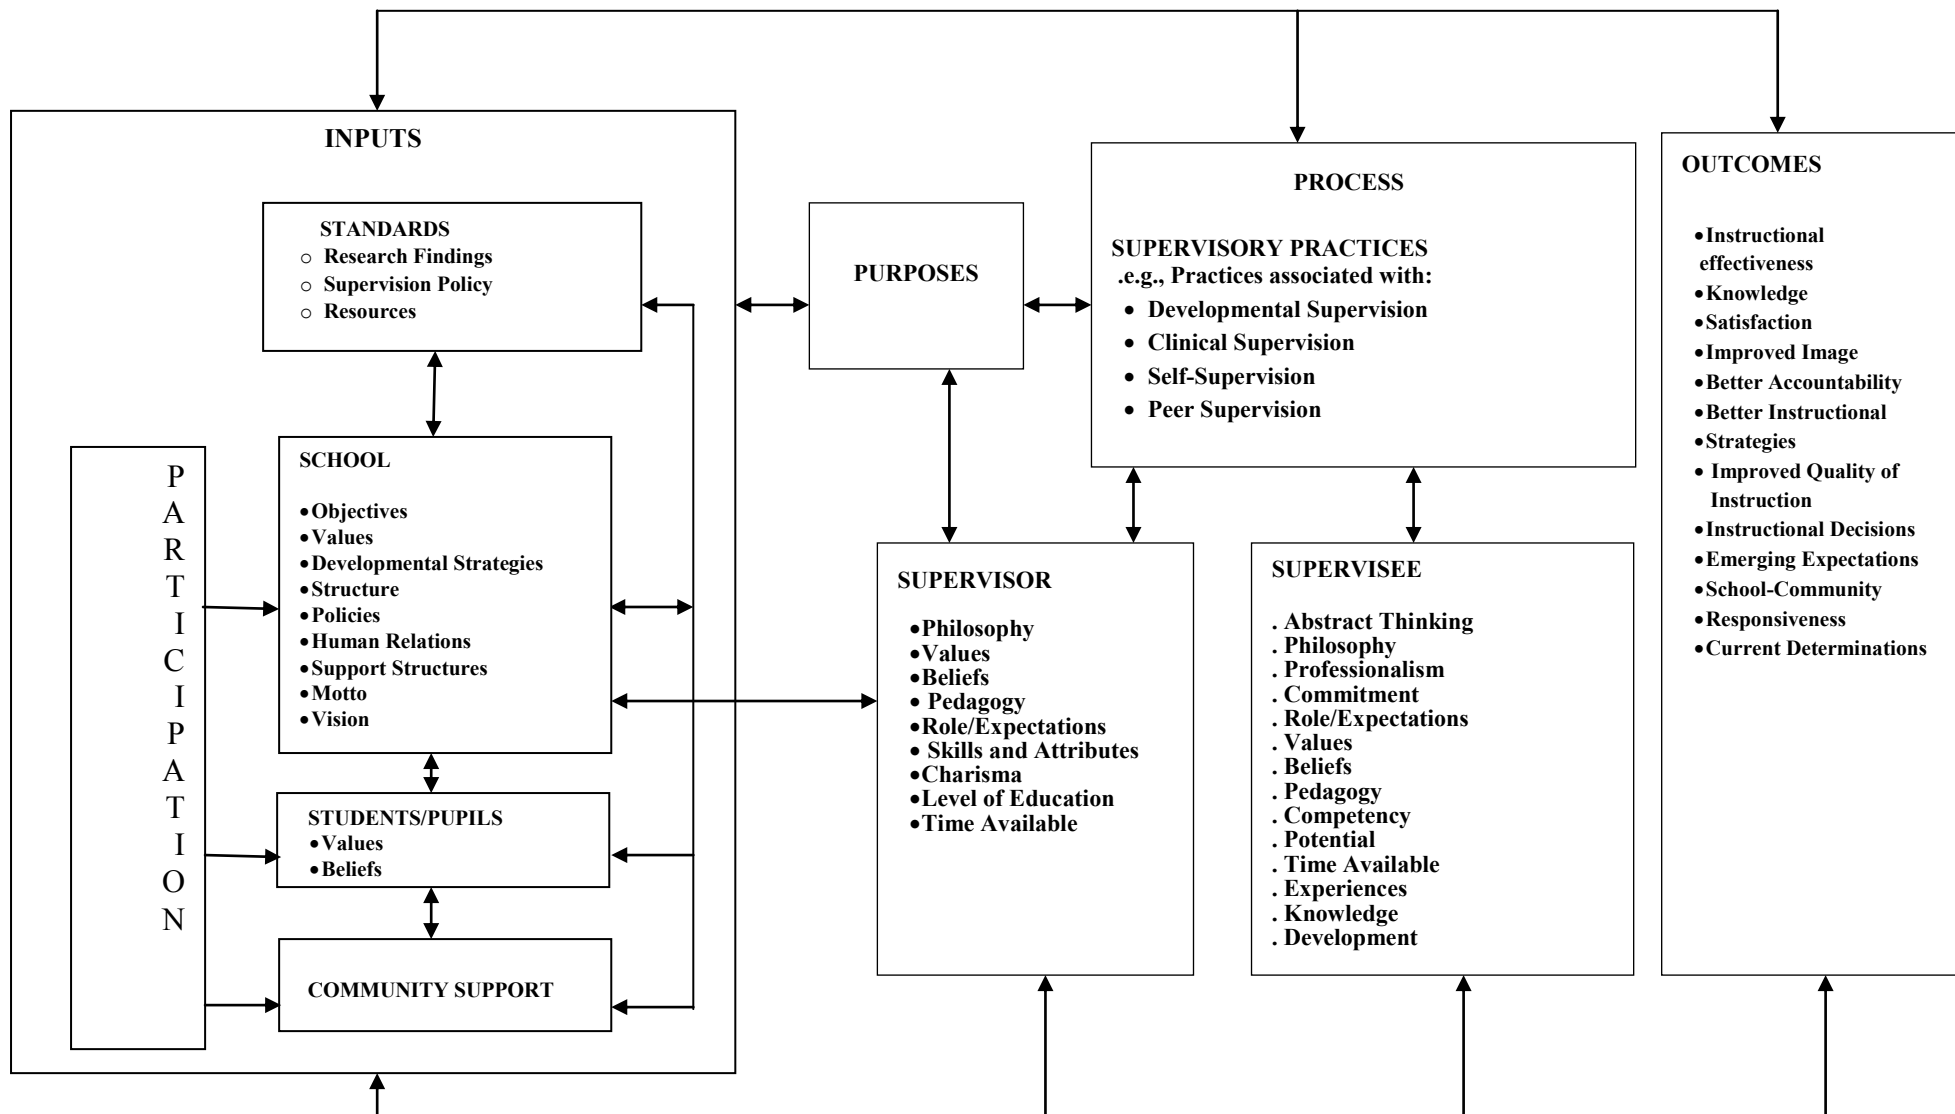 INPUTS
STANDARDS
o Research Findings
o Supervision Policy
o Resources
PARTICIPATION
SCHOOL
•Objectives
•Values
•Developmental Strategies
•Structure
•Policies
•Human Relations
•Support Structures
•Motto
•Vision
STUDENTS/PUPILS
•Values
•Beliefs
COMMUNITY SUPPORT
PURPOSES
PROCESS
SUPERVISORY PRACTICES
.e.g., Practices associated with:
• Developmental Supervision
• Clinical Supervision
• Self-Supervision
• Peer Supervision
SUPERVISOR
•Philosophy
•Values
•Beliefs
• Pedagogy
•Role/Expectations
• Skills and Attributes
•Charisma
•Level of Education
•Time Available
SUPERVISEE
. Abstract Thinking
. Philosophy
. Professionalism
. Commitment
. Role/Expectations
. Values
. Beliefs
. Pedagogy
. Competency
. Potential
. Time Available
. Experiences
. Knowledge
. Development
OUTCOMES
•Instructional
effectiveness
•Knowledge
•Satisfaction
•Improved Image
•Better Accountability
•Better Instructional
•Strategies
• Improved Quality of
Instruction
•Instructional Decisions
•Emerging Expectations
•School-Community
•Responsiveness
•Current Determinations